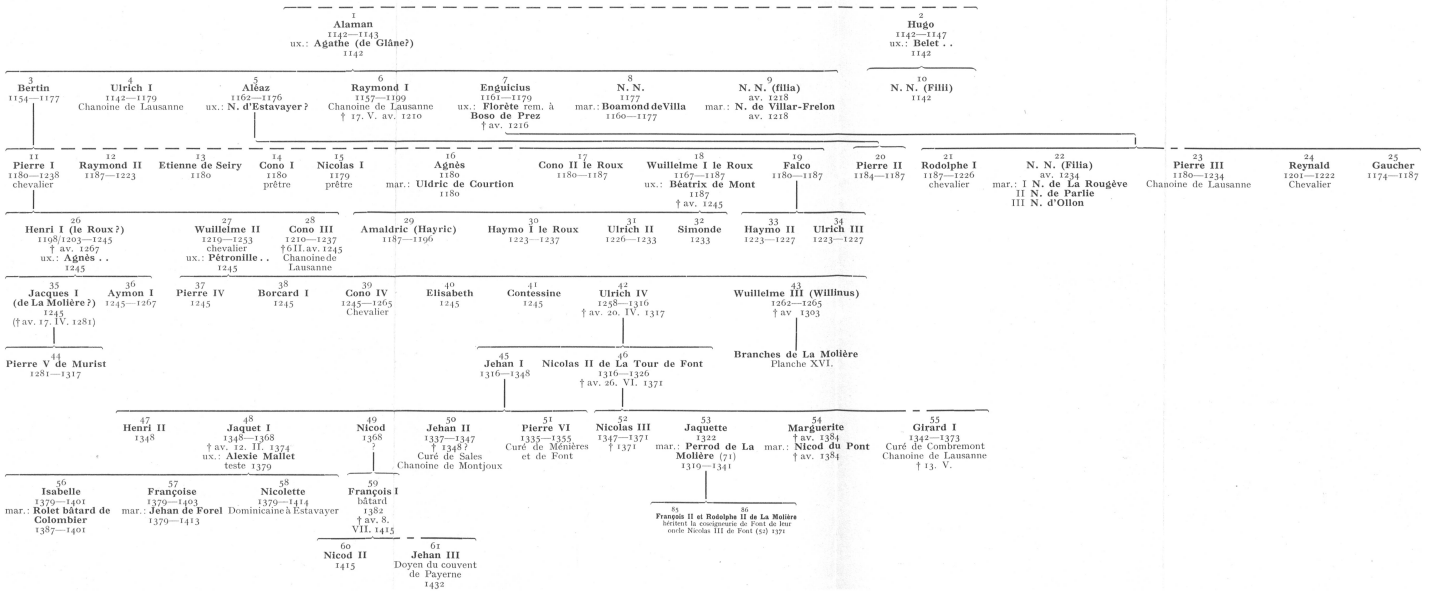 1
Alaman
1142—1143
ux.: Agathe (de Glâne?)
1142
2
Hugo
1142—1147
ux.: Belet . .
1142
3
Bertin
1154—1177
4
Ulrich I
1142—1179
Chanoine de Lausanne
5
Aléaz
1162—1176
ux.: N. d'Estavayer?
6
Raymond I
1157—1199
Chanoine de Lausanne
† 17. V. av. 1210
7
Enguicius
1161—1179
ux.: Florète rem. à
Boso de Prez
† av. 1216
8
N. N.
1177
mar.: Boamond de Villa
1160—1177
9
N. N. (filia)
av. 1218
mar.: N. de Villar-Frelon
av. 1218
10
N. N. (Filii)
1142
11
Pierre I
1180—1238
chevalier
12
Raymond II
1187—1223
13
Etienne de Seiry
1180
14
Cono I
1180
prêtre
15
Nicolas I
1179
prêtre
16
Agnès
1180
mar.: Uldric de Courtion
1180
17
Cono II le Roux
1180—1187
18
Wuillelme I le Roux
1167—1187
ux.: Béatrix de Mont
1187
† av. 1245
19
Falco
1180—1187
20
Pierre II
1184—1187
21
Rodolphe I
1187—1226
chevalier
22
N. N. (Filia)
av. 1234
mar.: I N. de La Rougève
II N. de Parlie
III N. d'Ollon
23
Pierre III
1180—1234
Chanoine de Lausanne
24
Reynald
1201—1222
Chevalier
25
Gaucher
1174—1187
26
Henri I (le Roux?)
1198/1203—1245
† av. 1267
ux.: Agnès . .
1245
27
Wuillelme II
1219—1253
chevalier
ux.: Pétronille . .
1245
28
Cono III
1210—1237
† 6 II. av. 1245
Chanoine de
Lausanne
29
Amaldric (Hayric)
1187—1196
30
Haymo I le Roux
1223—1237
31
Ulrich II
1226—1233
32
Simonde
1233
33
Haymo II
1223—1227
34
Ulrich III
1223—1227
35
Jacques I
(de La Molière?)
1245
(† av. 17. IV. 1281)
36
Aymon I
1245—1267
37
Pierre IV
1245
38
Borcard I
1245
39
Cono IV
1245—1265
Chevalier
40
Elisabeth
1245
41
Contessine
1245
42
Ulrich IV
1258—1316
† av. 20. IV. 1317
43
Wuillelme III (Willinus)
1262—1265
† av 1303
44
Pierre V de Murist
1281—1317
45
Jehan I
1316—1348
46
Nicolas II de La Tour de Font
1316—1326
† av. 26. VI. 1371
Branches de La Molière
Planche XVI.
47
Henri II
1348
48
Jaquet I
1348—1368
† av. 12. II. 1374
ux.: Alexie Mallet
teste 1379
49
Nicod
1368
?
50
Jehan II
1337—1347
† 1348?
Curé de Sales
Chanoine de Montjoux
51
Pierre VI
1335—1355
Curé de Ménières
et de Font
52
Nicolas III
1347—1371
† 1371
53
Jaquette
1322
mar.: Perrod de La
Molière (71)
1319—1341
54
Marguerite
† av. 1384
mar.: Nicod du Pont
† av. 1384
55
Girard I
1342—1373
Curé de Combremont
Chanoine de Lausanne
† 13. V.
56
Isabelle
1379—1401
mar.: Rolet bâtard de
Colombier
1387—1401
57
Françoise
1379—1403
mar.: Jehan de Forel
1379—1413
58
Nicolette
1379—1414
Dominicaine à Estavayer
59
François I
bâtard
1382
† av. 8.
VII. 1415
85 86
François II et Rodolphe II de La Molière
héritent la coseigneurie de Font de leur
oncle Nicolas III de Font (52) 1371
60
Nicod II
1415
61
Jehan III
Doyen du couvent
de Payerne
1432